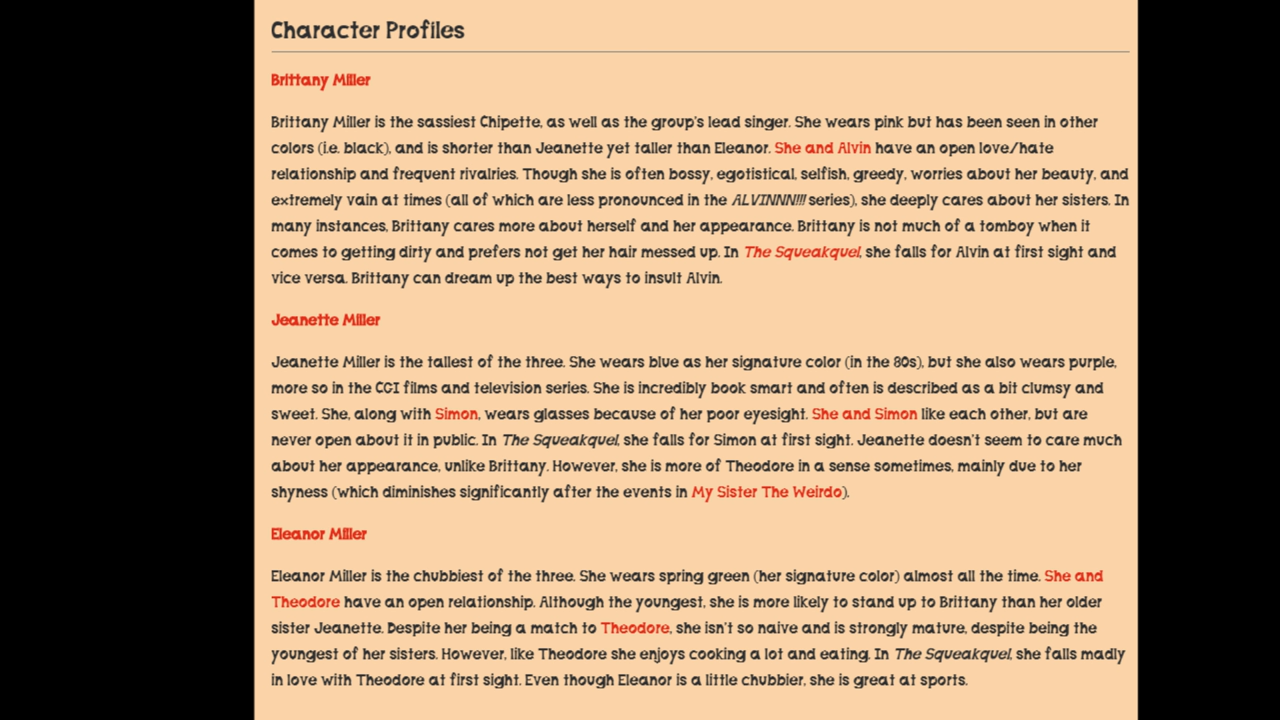 Character Profiles
Brittany Miller
Brittany Miller is the sassiest Chipette, as well as the group's lead singer. She wears pink but has been seen in other
colors (i.e. black), and is shorter than Jeanette yet taller than Eleanor. She and Alvin have an open love/hate
relationship and frequent rivalries. Though she is often bossy, egotistical, selfish, greedy, worries about her beauty, and
extremely vain at times (all of which are less pronounced in the ALVINNN!!! series), she deeply cares about her sisters. In
many instances, Brittany cares more about herself and her appearance. Brittany is not much of a tomboy when it
comes to getting dirty and prefers not get her hair messed up. In The Squeakquel, she falls for Alvin at first sight and
vice versa. Brittany can dream up the best ways to insult Alvin.
Jeanette Miller
Jeanette Miller is the tallest of the three. She wears blue as her signature color (in the 80s), but she also wears purple,
more so in the CGI films and television series. She is incredibly book smart and often is described as a bit clumsy and
sweet. She, along with Simon, wears glasses because of her poor eyesight. She and Simon like each other, but are
never open about it in public. In The Squeakquel, she falls for Simon at first sight. Jeanette doesn't seem to care much
about her appearance, unlike Brittany. However, she is more of Theodore in a sense sometimes, mainly due to her
shyness (which diminishes significantly after the events in My Sister The Weirdo).
Eleanor Miller
Eleanor Miller is the chubbiest of the three. She wears spring green (her signature color) almost all the time. She and
Theodore have an open relationship. Although the youngest, she is more likely to stand up to Brittany than her older
sister Jeanette. Despite her being a match to Theodore, she isn't so naive and is strongly mature, despite being the
youngest of her sisters. However, like Theodore she enjoys cooking a lot and eating. In The Squeakquel, she falls madly
in love with Theodore at first sight. Even though Eleanor is a little chubbier, she is great at sports.